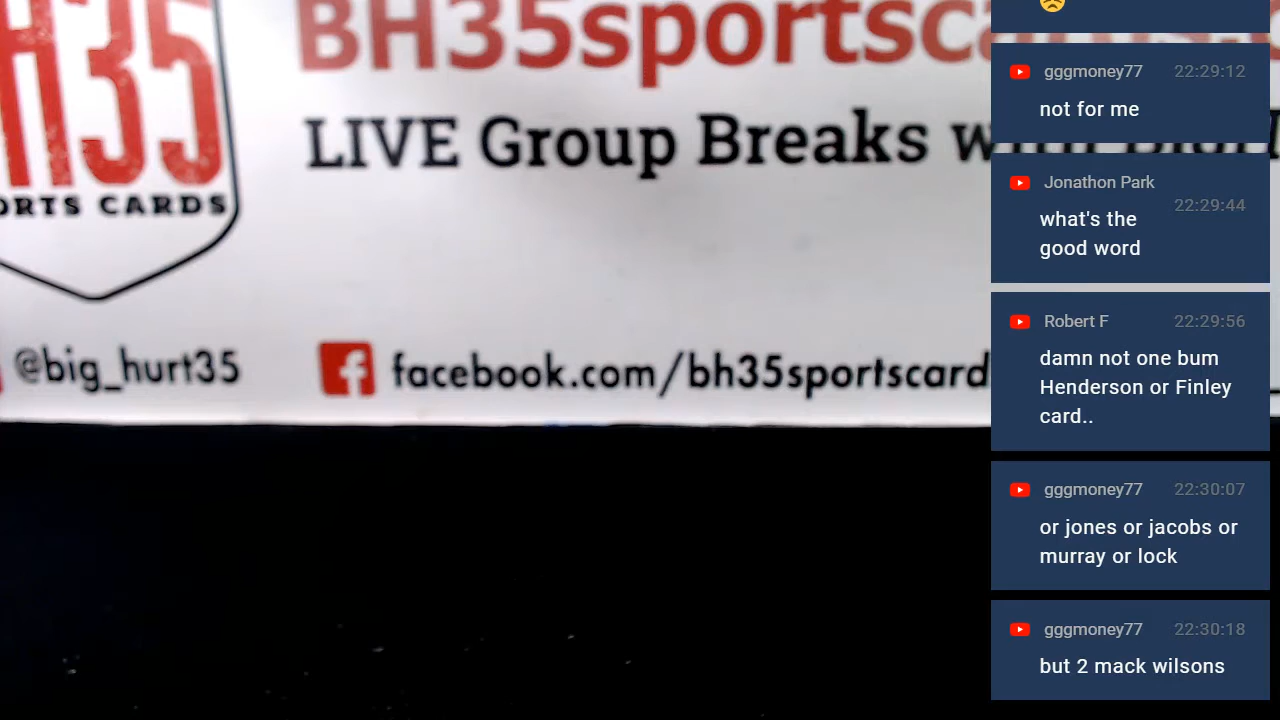 H35
ORTS CARDS
BH35sportsca
LIVE Group Breaks
@big_hurt35
facebook.com/bh35sportscard
gggmoney77 22:29:12
not for me
Jonathon Park 22:29:44
what's the
good word
Robert F 22:29:56
damn not one bum
Henderson or Finley
card..
gggmoney77 22:30:07
or jones or jacobs or
murray or lock
gggmoney77 22:30:18
but 2 mack wilsons